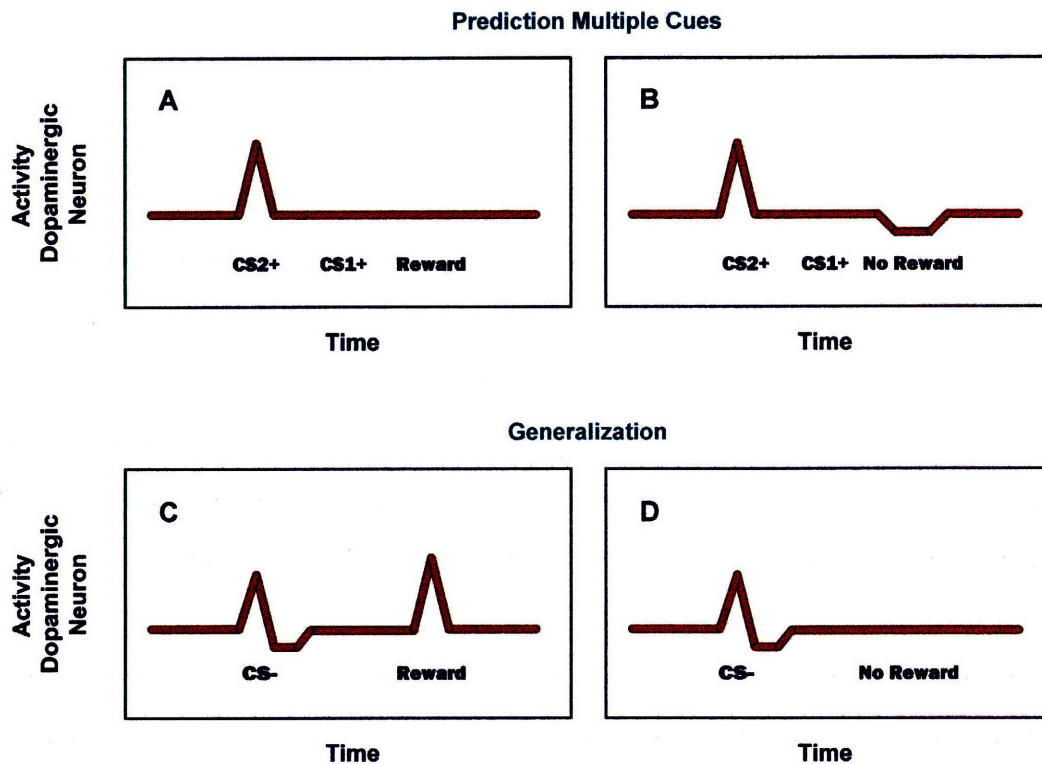 Prediction Multiple Cues
A
B
Activity
Dopaminergic
Neuron
CS2+ CS1+ Reward
CS2+ CS1+ No Reward
Time
Time
Generalization
C
D
Activity
Dopaminergic
Neuron
CS- Reward
CS- No Reward
Time
Time